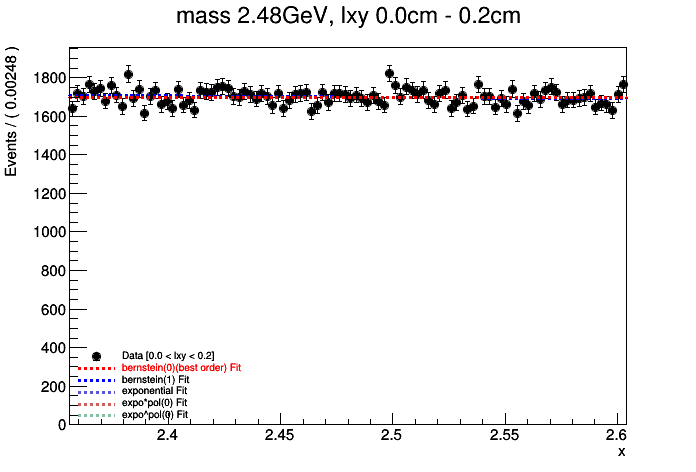 mass 2.48GeV, lxy 0.0cm - 0.2cm
Events / ( 0.00248 )
1800
1600
1400
1200
1000
800
600
400
200
0
Data [0.0 < lxy < 0.2]
bernstein(0)(best order) Fit
bernstein(1) Fit
exponential Fit
expo*pol(0) Fit
expo^pol(0) Fit
2.4 2.45 2.5 2.55 2.6
x